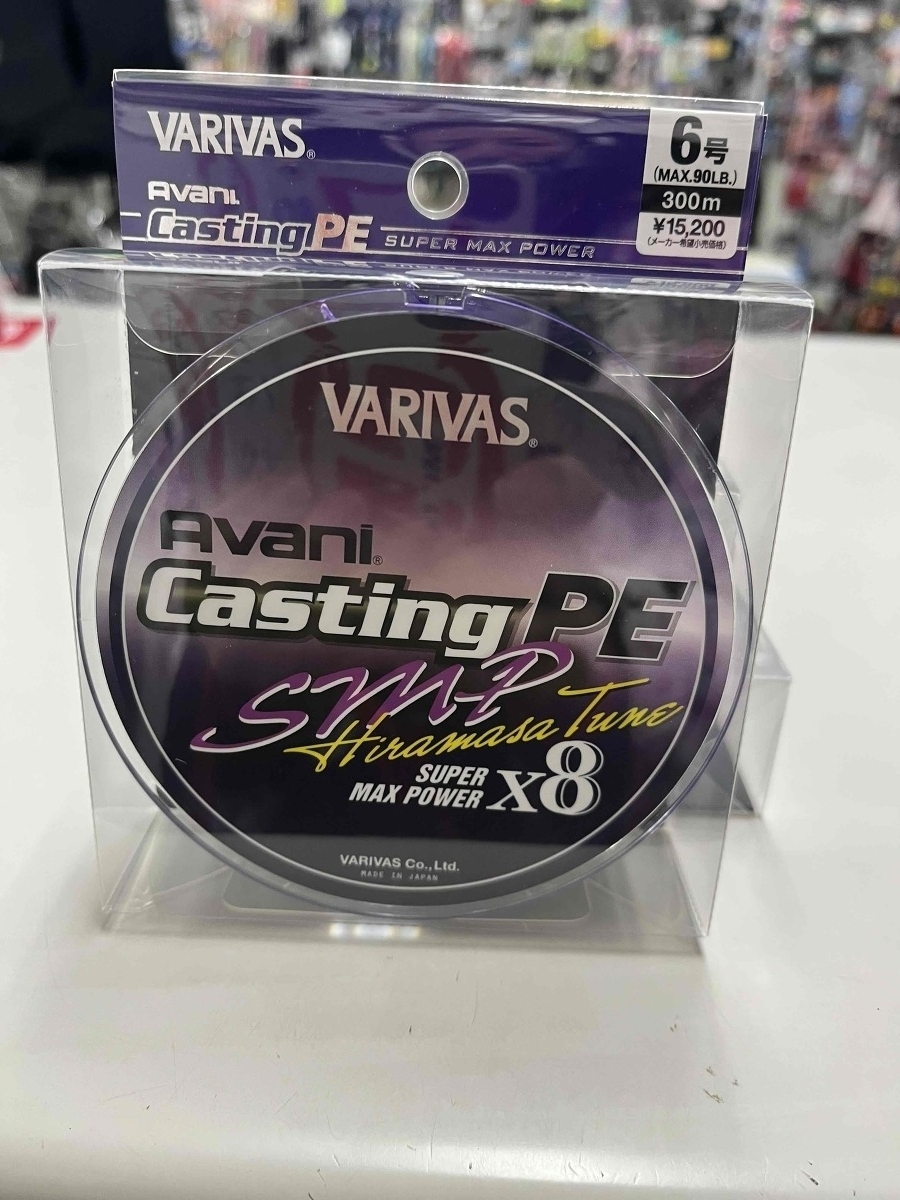 VARIVAS®
Avani®
Casting PE SUPER MAX POWER
6号
(MAX.90LB.)
300m
¥15,200
(メーカー希望小売価格)
VARIVAS®
Avani®
Casting PE
SMP
Hiramasa Tune
SUPER
MAX POWER X8
VARIVAS Co., Ltd.
MADE IN JAPAN